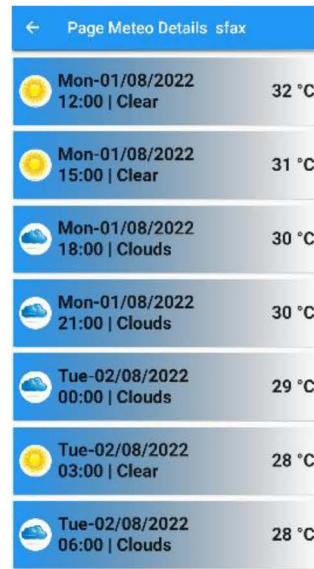 Page Meteo Details sfax
Mon-01/08/2022
12:00 | Clear
32 °C
Mon-01/08/2022
15:00 | Clear
31 °C
Mon-01/08/2022
18:00 | Clouds
30 °C
Mon-01/08/2022
21:00 | Clouds
30 °C
Tue-02/08/2022
00:00 | Clouds
29 °C
Tue-02/08/2022
03:00 | Clear
28 °C
Tue-02/08/2022
06:00 | Clouds
28 °C